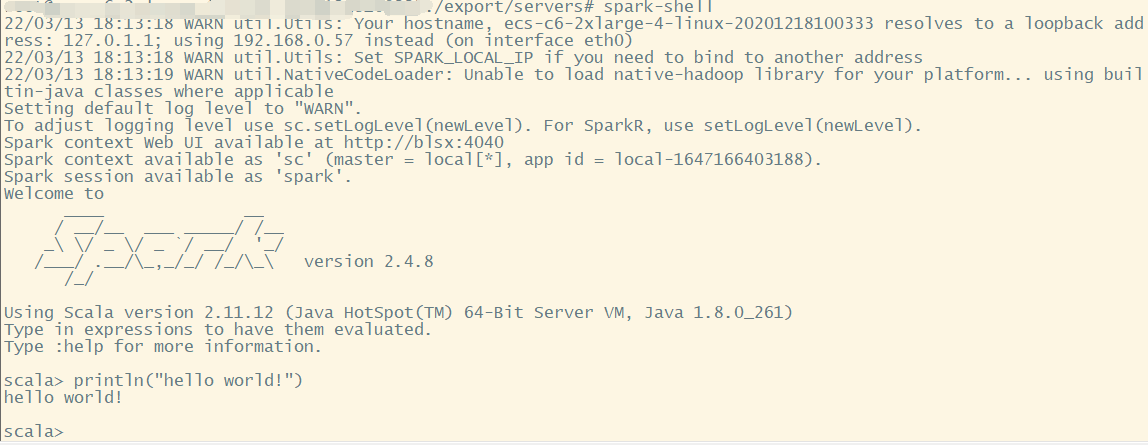 /export/servers# spark-shell
22/03/13 18:13:18 WARN util.Utils: Your hostname, ecs-c6-2xlarge-4-linux-20201218100333 resolves to a loopback add
ress: 127.0.1.1; using 192.168.0.57 instead (on interface eth0)
22/03/13 18:13:18 WARN util.Utils: Set SPARK_LOCAL_IP if you need to bind to another address
22/03/13 18:13:19 WARN util.NativeCodeLoader: Unable to load native-hadoop library for your platform... using buil
tin-java classes where applicable
Setting default log level to "WARN".
To adjust logging level use sc.setLogLevel(newLevel). For SparkR, use setLogLevel(newLevel).
Spark context Web UI available at http://blsx:4040
Spark context available as 'sc' (master = local[*], app id = local-1647166403188).
Spark session available as 'spark'.
Welcome to
      ____              __
     / __/__  ___ _____/ /__
    _\ \/ _ \/ _ `/ __/  '_/
   /___/ .__/\_,_/_/ /_/\_\   version 2.4.8
      /_/
Using Scala version 2.11.12 (Java HotSpot(TM) 64-Bit Server VM, Java 1.8.0_261)
Type in expressions to have them evaluated.
Type :help for more information.
scala> println("hello world!")
hello world!
scala>